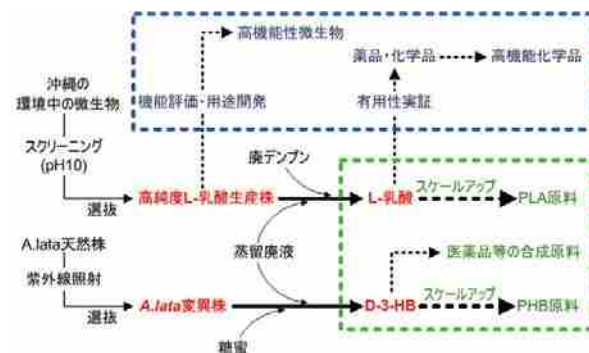 高機能性微生物
薬品・化学品
高機能化学品
沖縄の
環境中の微生物
機能評価・用途開発
有用性実証
スクリーニング
(pH10)
廃デンプン
選抜
高純度L-乳酸生産株
L-乳酸
スケールアップ
PLA原料
A.lata天然株
蒸留廃液
医薬品等の合成原料
紫外線照射
選抜
A.lata変異株
D-3-HB
スケールアップ
PHB原料
糖蜜